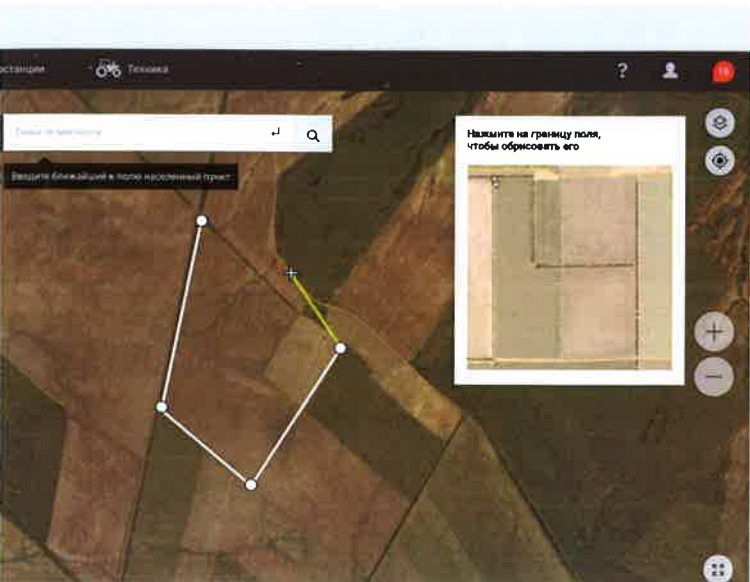 останции
Техника
?
Введите ближайший к полю населенный пункт
Нажмите на границу поля,
чтобы обрисовать его